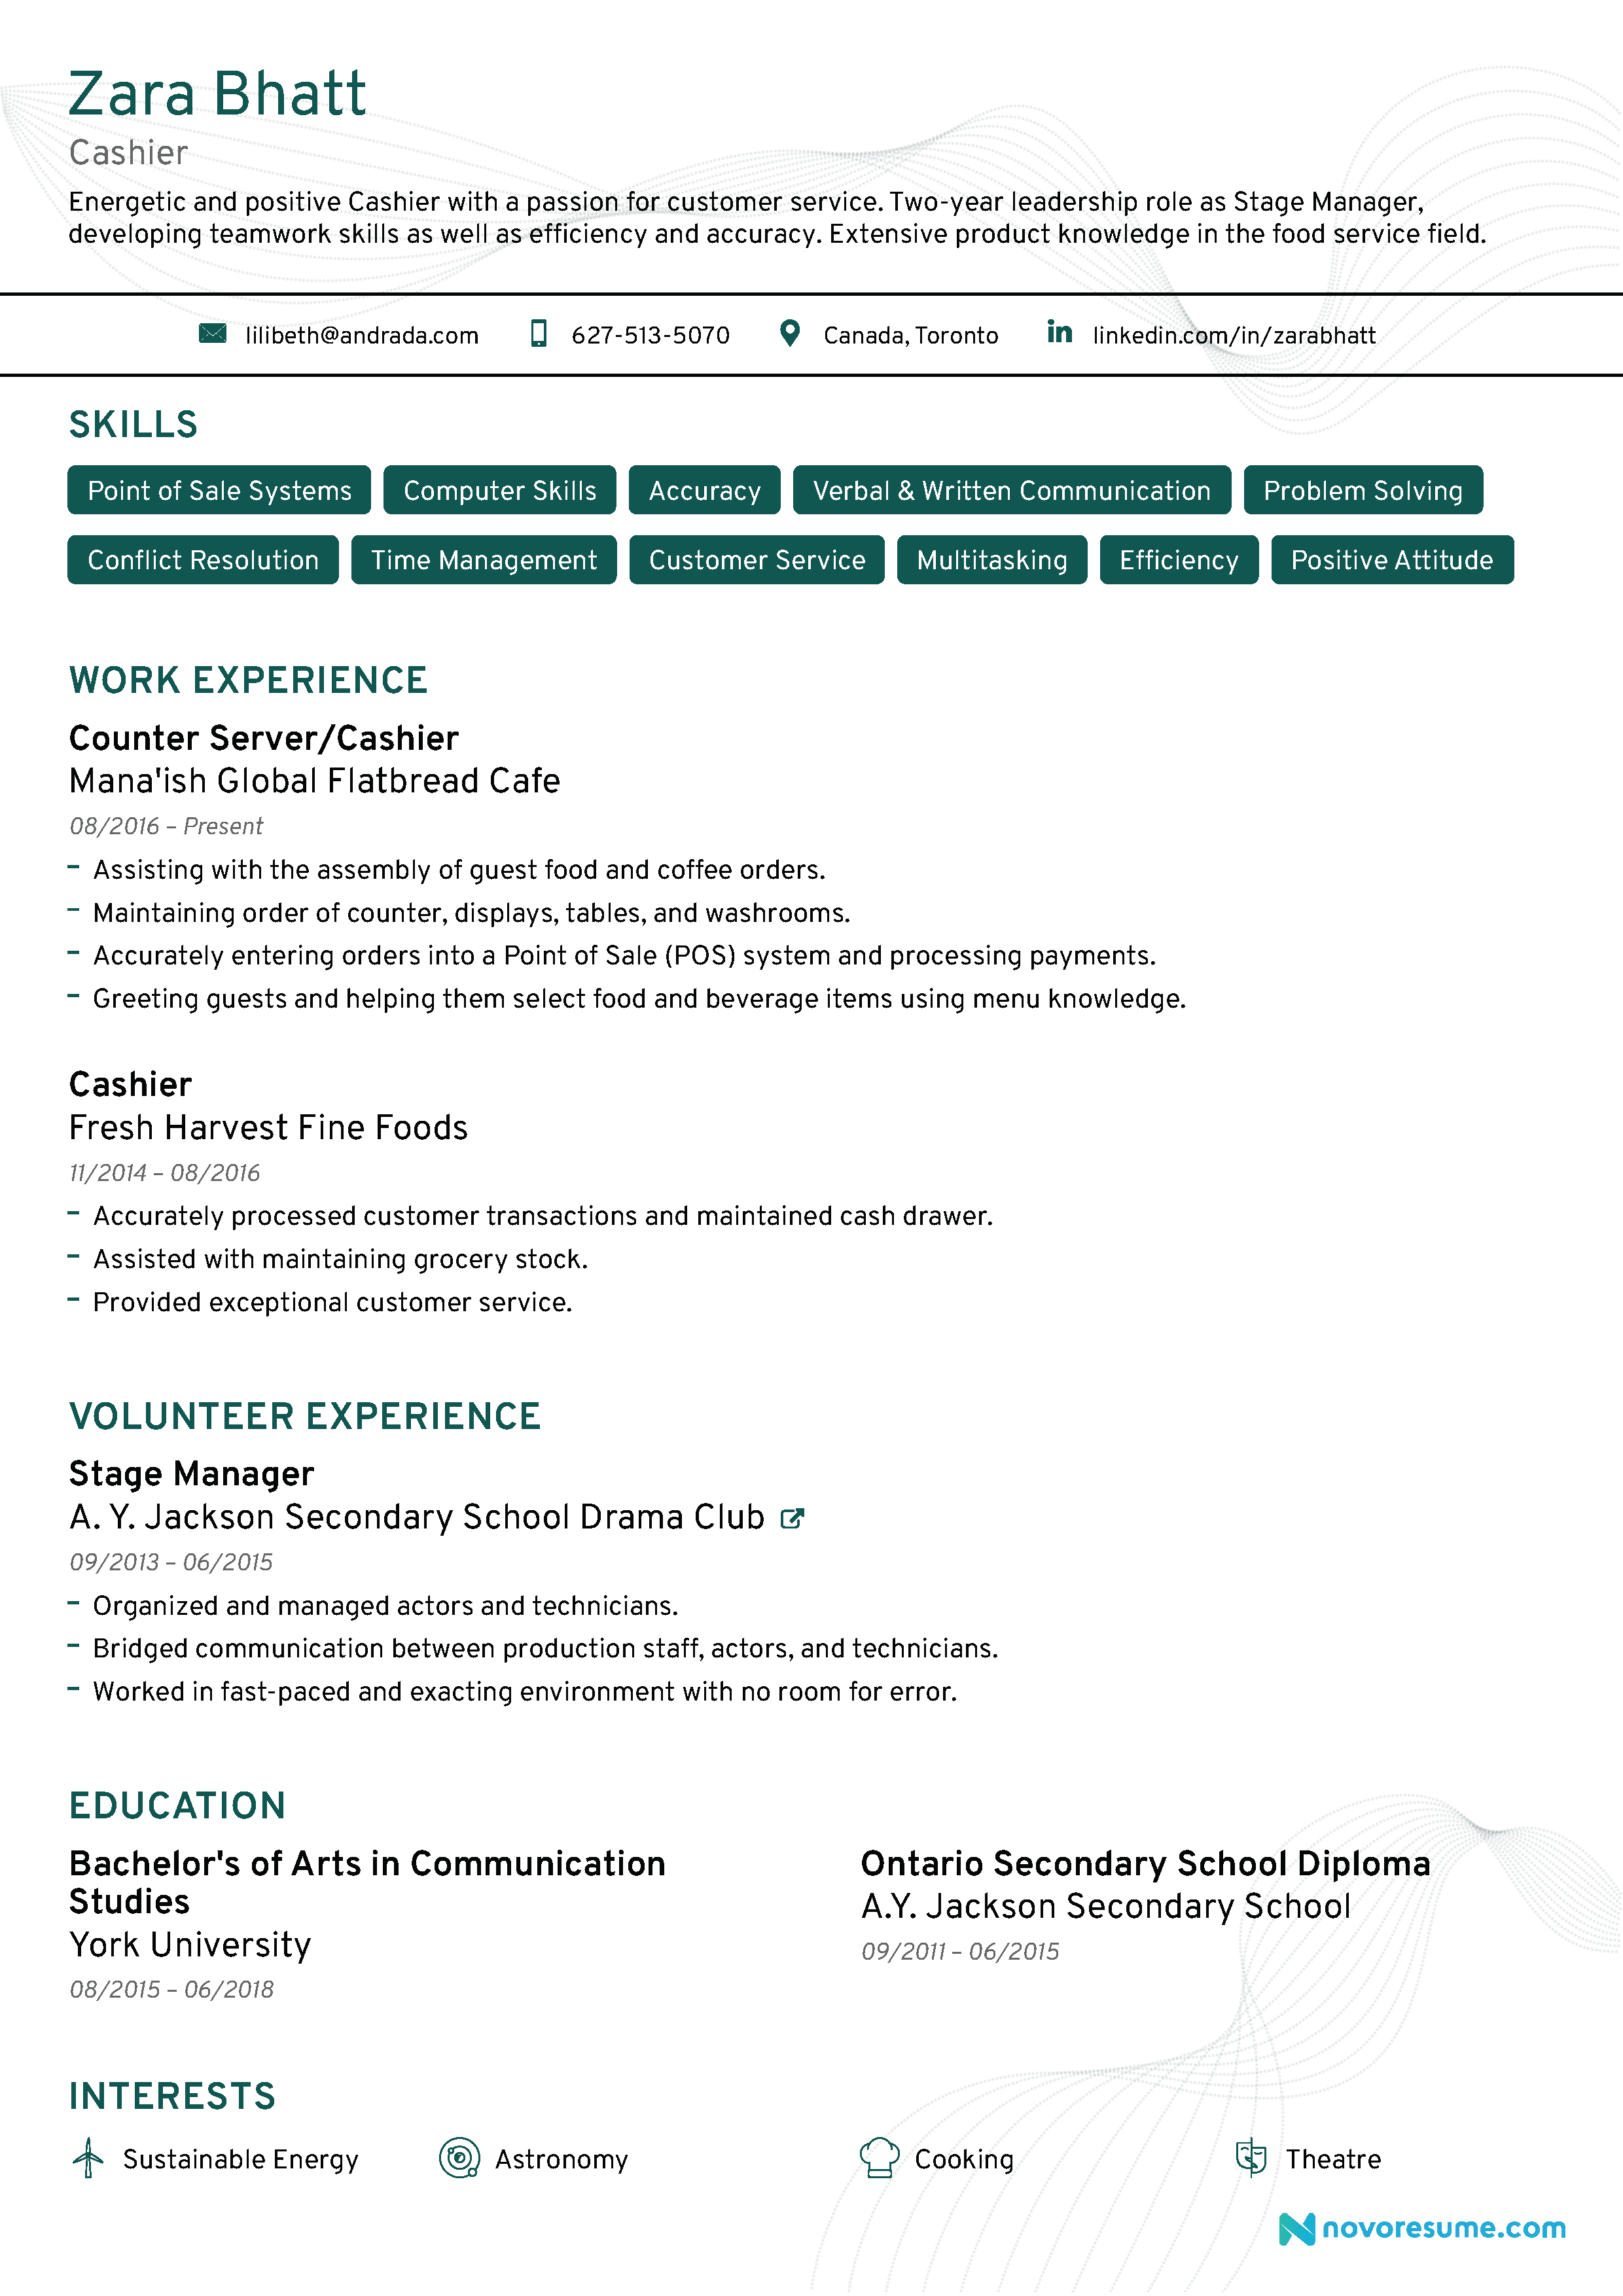 Zara Bhatt
Cashier
Energetic and positive Cashier with a passion for customer service. Two-year leadership role as Stage Manager,
developing teamwork skills as well as efficiency and accuracy. Extensive product knowledge in the food service field.
lilibeth@andrada.com 627-513-5070 Canada, Toronto linkedin.com/in/zarabhatt
SKILLS
Point of Sale Systems Computer Skills Accuracy Verbal & Written Communication Problem Solving
Conflict Resolution Time Management Customer Service Multitasking Efficiency Positive Attitude
WORK EXPERIENCE
Counter Server/Cashier
Mana'ish Global Flatbread Cafe
08/2016 – Present
– Assisting with the assembly of guest food and coffee orders.
– Maintaining order of counter, displays, tables, and washrooms.
– Accurately entering orders into a Point of Sale (POS) system and processing payments.
– Greeting guests and helping them select food and beverage items using menu knowledge.
Cashier
Fresh Harvest Fine Foods
11/2014 – 08/2016
– Accurately processed customer transactions and maintained cash drawer.
– Assisted with maintaining grocery stock.
– Provided exceptional customer service.
VOLUNTEER EXPERIENCE
Stage Manager
A. Y. Jackson Secondary School Drama Club
09/2013 – 06/2015
– Organized and managed actors and technicians.
– Bridged communication between production staff, actors, and technicians.
– Worked in fast-paced and exacting environment with no room for error.
EDUCATION
Bachelor's of Arts in Communication
Studies
York University
08/2015 – 06/2018
Ontario Secondary School Diploma
A.Y. Jackson Secondary School
09/2011 – 06/2015
INTERESTS
Sustainable Energy Astronomy Cooking Theatre
novoresume.com